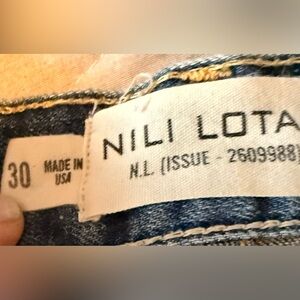 30
MADE IN
USA
NILI LOTA
N.L. (ISSUE - 2609988)